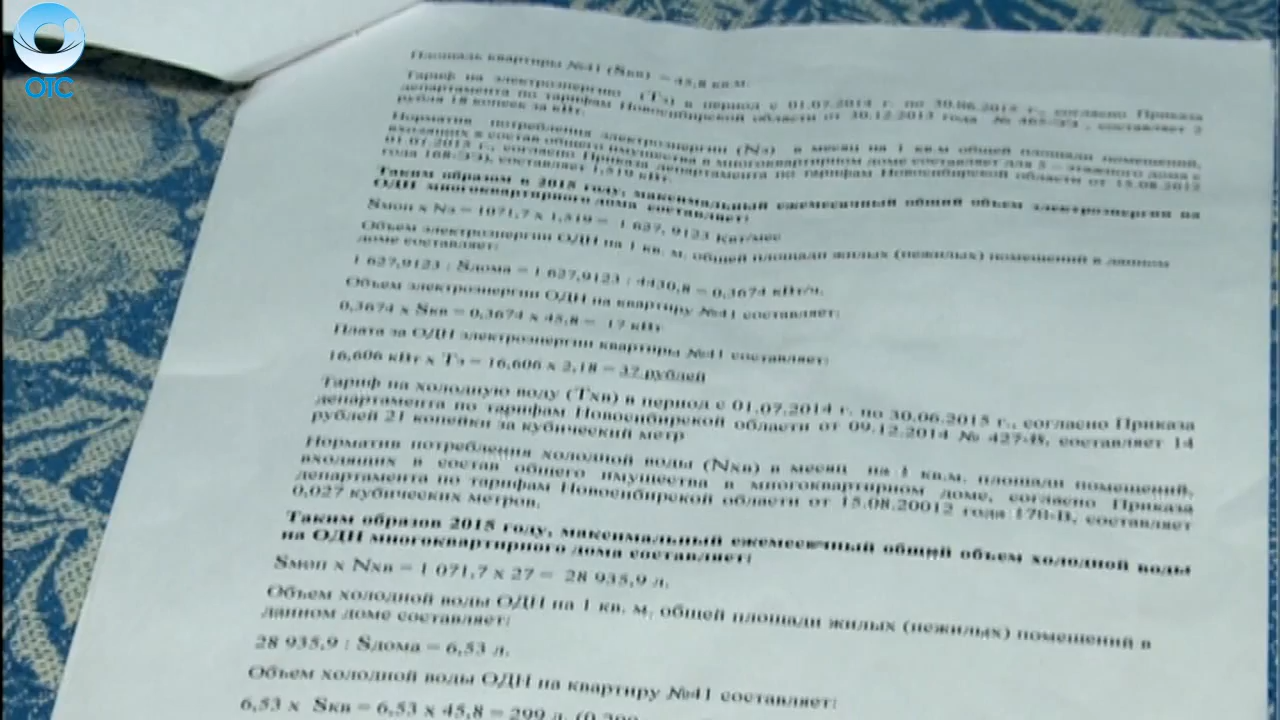 ОТС
Площадь квартиры №41 (Sкв) = 45,8 кв.м.
Тариф на электроэнергию (Тэ) в период с 01.07.2014 г. по 30.06.2015 г., согласно Приказа
департамента по тарифам Новосибирской области от 30.12.2013 года № составляет 2
рубля 18 копеек за кВт.
Норматив потребления электроэнергии (Nэ) в месяц на 1 кв.м общей площади помещений,
входящих в состав общего имущества в многоквартирном доме составляет для 5 – этажного дома с
01.07.2015 г., согласно Приказа департамента по тарифам Новосибирской области от 15.08.2012
года составляет 1,519 кВт.
Таким образом в 2015 году, максимальный ежемесячный общий объем электроэнергии на
ОДН многоквартирного дома составляет:
Sмоп х Nэ = 1071,7 х 1,519 = 1 627, 9123 Квт/мес
Объем электроэнергии ОДН на 1 кв. м. общей площади жилых (нежилых) помещений в данном
доме составляет:
1 627,9123 : Sдома = 1 627,9123 : 4430,8 = 0,3674 кВт/ч.
Объем электроэнергии ОДН на квартиру №41 составляет:
0,3674 х Sкв = 0,3674 х 45,8 = 17 кВт
Плата за ОДН электроэнергии квартиры №41 составляет:
16,606 кВт х Тэ = 16,606 х 2,18 = 37 рублей
Тариф на холодную воду (Тхв) в период с 01.07.2014 г. по 30.06.2015 г., согласно Приказа
департамента по тарифам Новосибирской области от 09.12.2014 № 427-В, составляет 14
рублей 21 копейки за кубический метр
Норматив потребления холодной воды (Nхв) в месяц на 1 кв.м. площади помещений,
входящих в состав общего имущества в многоквартирном доме, согласно Приказа
департамента по тарифам Новосибирской области от 15.08.20012 года 170-В, составляет
0,027 кубических метров.
Таким образов 2015 году, максимальный ежемесячный общий объем холодной воды
на ОДН многоквартирного дома составляет:
Sмоп х Nхв = 1 071,7 х 27 = 28 935,9 л.
Объем холодной воды ОДН на 1 кв. м. общей площади жилых (нежилых) помещений в
данном доме составляет:
28 935,9 : Sдома = 6,53 л.
Объем холодной воды ОДН на квартиру №41 составляет:
6,53 х Sкв = 6,53 х 45,8 = 299 л.